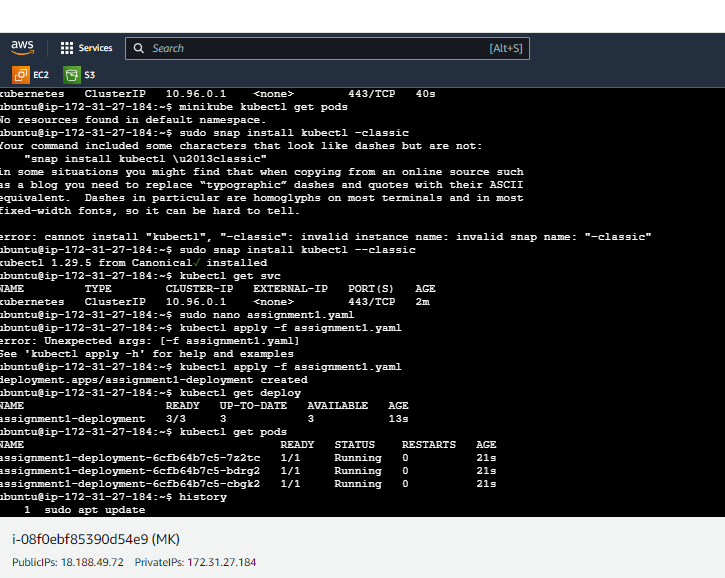 aws
Services
Search
[Alt+S]
EC2
S3
kubernetes   ClusterIP   10.96.0.1    <none>        443/TCP   40s
ubuntu@ip-172-31-27-184:~$ minikube kubectl get pods
No resources found in default namespace.
ubuntu@ip-172-31-27-184:~$ sudo snap install kubectl –classic
Your command included some characters that look like dashes but are not:
    "snap install kubectl \u2013classic"
in some situations you might find that when copying from an online source such
as a blog you need to replace “typographic” dashes and quotes with their ASCII
equivalent.  Dashes in particular are homoglyphs on most terminals and in most
fixed-width fonts, so it can be hard to tell.
error: cannot install "kubectl", "–classic": invalid instance name: invalid snap name: "–classic"
ubuntu@ip-172-31-27-184:~$ sudo snap install kubectl --classic
kubectl 1.29.5 from Canonical✓ installed
ubuntu@ip-172-31-27-184:~$ kubectl get svc
NAME         TYPE        CLUSTER-IP   EXTERNAL-IP   PORT(S)   AGE
kubernetes   ClusterIP   10.96.0.1    <none>        443/TCP   2m
ubuntu@ip-172-31-27-184:~$ sudo nano assignment1.yaml
ubuntu@ip-172-31-27-184:~$ kubectl apply –f assignment1.yaml
error: Unexpected args: [–f assignment1.yaml]
See 'kubectl apply -h' for help and examples
ubuntu@ip-172-31-27-184:~$ kubectl apply -f assignment1.yaml
deployment.apps/assignment1-deployment created
ubuntu@ip-172-31-27-184:~$ kubectl get deploy
NAME                     READY   UP-TO-DATE   AVAILABLE   AGE
assignment1-deployment   3/3     3            3           13s
ubuntu@ip-172-31-27-184:~$ kubectl get pods
NAME                                      READY   STATUS    RESTARTS   AGE
assignment1-deployment-6cfb64b7c5-7z2tc   1/1     Running   0          21s
assignment1-deployment-6cfb64b7c5-bdrg2   1/1     Running   0          21s
assignment1-deployment-6cfb64b7c5-cbgk2   1/1     Running   0          21s
ubuntu@ip-172-31-27-184:~$ history
    1  sudo apt update
i-08f0ebf85390d54e9 (MK)
PublicIPs: 18.188.49.72    PrivateIPs: 172.31.27.184